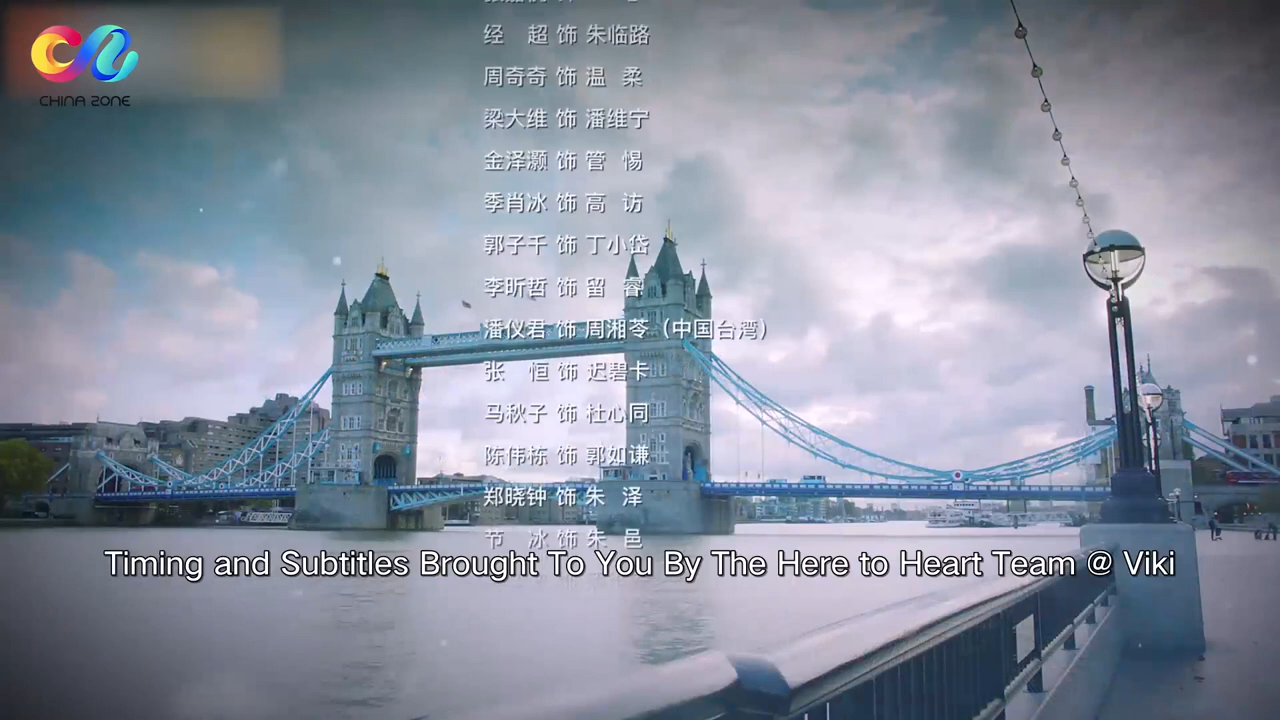 CHINA ZONE
经 超 饰 朱临路
周奇奇 饰 温 柔
梁大维 饰 潘维宁
金泽灏 饰 管 惕
季肖冰 饰 高 访
郭子千 饰 丁小岱
李昕哲 饰 留 睿
潘仪君 饰 周湘苓（中国台湾）
张 恒 饰 迟碧卡
马秋子 饰 杜心同
陈伟栋 饰 郭如谦
郑晓钟 饰 朱 泽
节 冰 饰 朱 邑
Timing and Subtitles Brought To You By The Here to Heart Team @ Viki